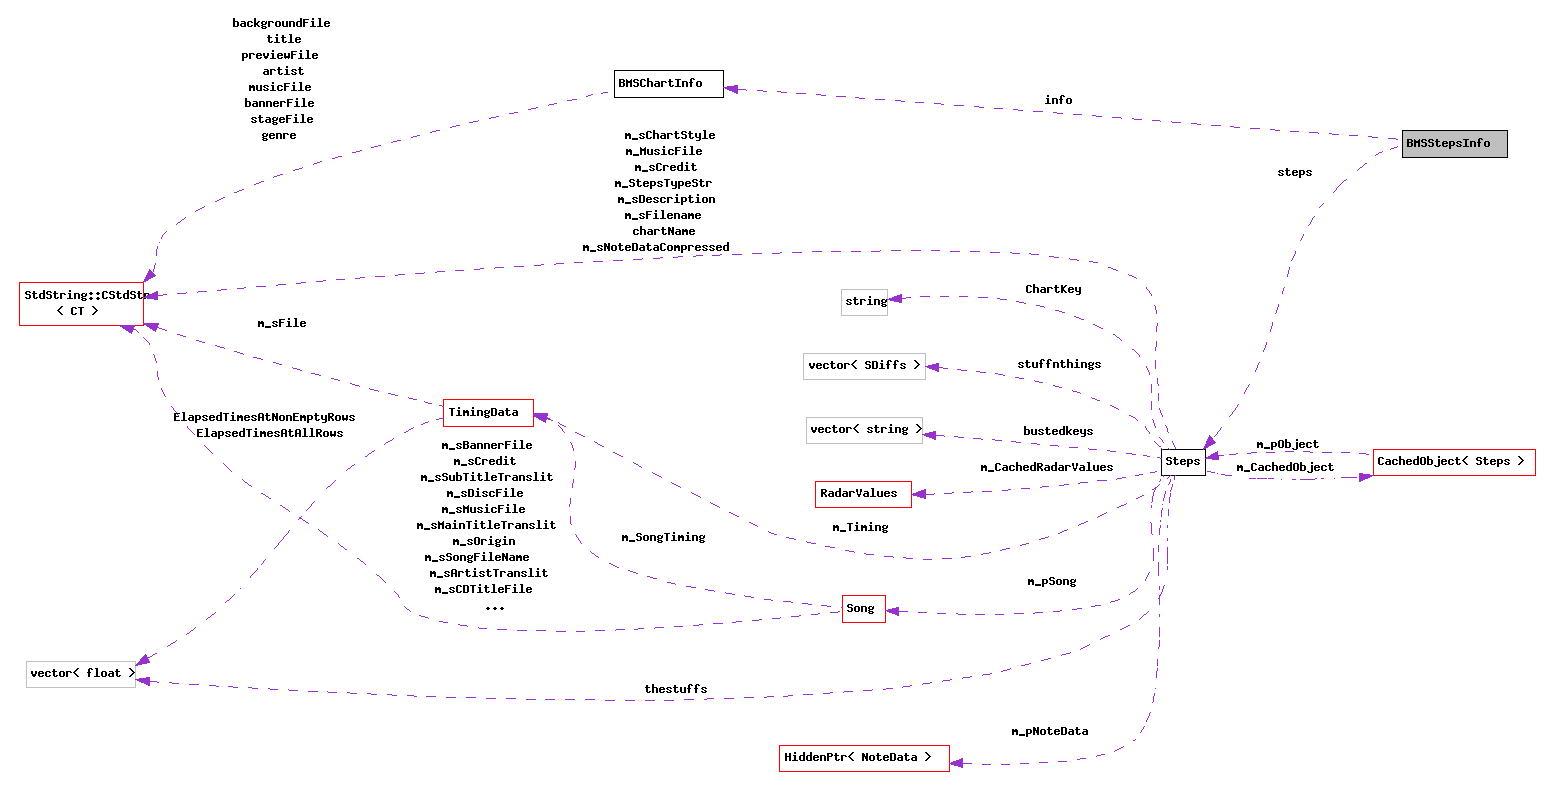 backgroundFile
title
previewFile
artist
musicFile
bannerFile
stageFile
genre
BMSChartInfo
info
BMSStepsInfo
steps
m_sChartStyle
m_MusicFile
m_sCredit
m_StepsTypeStr
m_sDescription
m_sFilename
chartName
m_sNoteDataCompressed
StdString::CStdStr
< CT >
ChartKey
string
m_sFile
stuffnthings
vector< SDiffs >
TimingData
ElapsedTimesAtNonEmptyRows
ElapsedTimesAtAllRows
bustedkeys
vector< string >
m_sBannerFile
m_sCredit
m_sSubTitleTranslit
m_sDiscFile
m_sMusicFile
m_sMainTitleTranslit
m_sOrigin
m_sSongFileName
m_sArtistTranslit
m_sCDTitleFile
...
m_pObject
Steps
CachedObject< Steps >
m_CachedObject
m_CachedRadarValues
RadarValues
m_Timing
m_SongTiming
m_pSong
Song
vector< float >
thestuffs
m_pNoteData
HiddenPtr< NoteData >